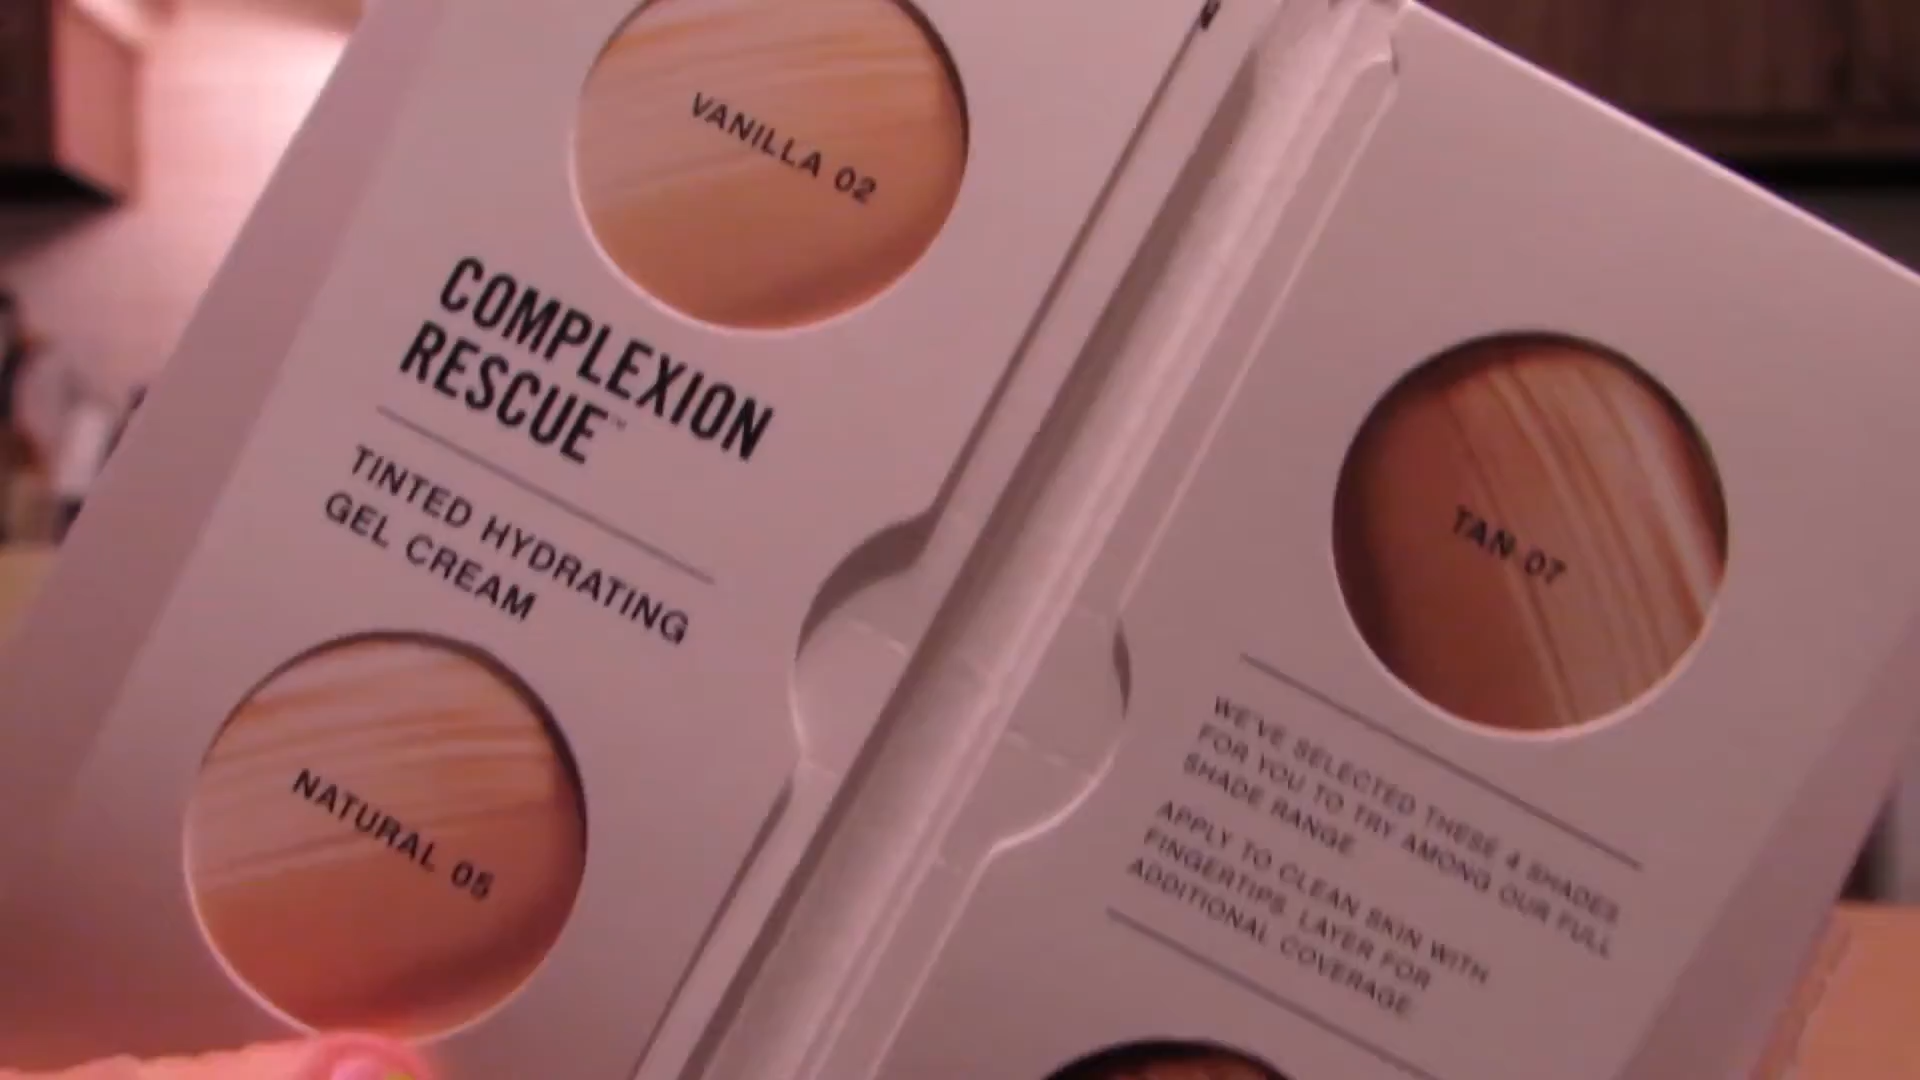 VANILLA 02
COMPLEXION
RESCUE™
TINTED HYDRATING
GEL CREAM
NATURAL 05
TAN 07
WE'VE SELECTED THESE 4 SHADES
FOR YOU TO TRY AMONG OUR FULL
SHADE RANGE.
APPLY TO CLEAN SKIN WITH
FINGERTIPS. LAYER FOR
ADDITIONAL COVERAGE.